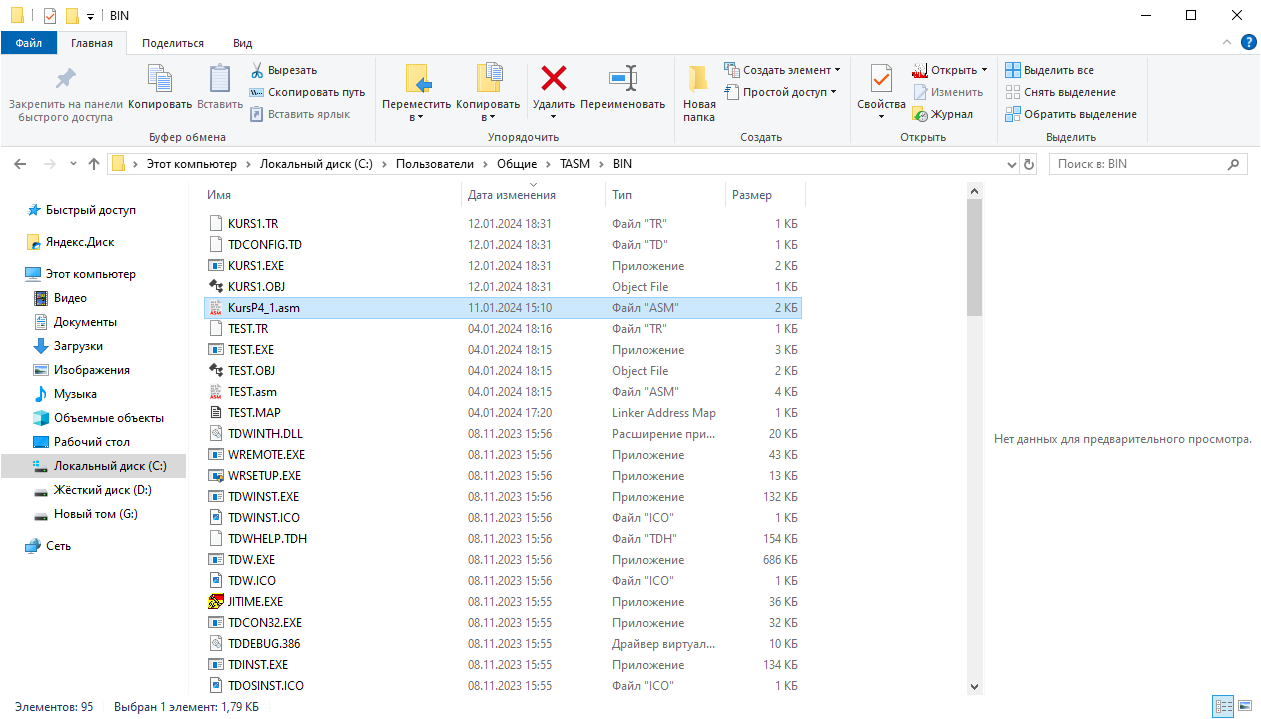 BIN
Файл Главная Поделиться Вид
Закрепить на панели быстрого доступа
Копировать
Вставить
Вырезать
Скопировать путь
Вставить ярлык
Буфер обмена
Переместить в
Копировать в
Удалить
Переименовать
Упорядочить
Новая папка
Создать элемент
Простой доступ
Создать
Свойства
Открыть
Изменить
Журнал
Открыть
Выделить все
Снять выделение
Обратить выделение
Выделить
Этот компьютер > Локальный диск (C:) > Пользователи > Общие > TASM > BIN
Поиск в: BIN
Быстрый доступ
Яндекс.Диск
Этот компьютер
Видео
Документы
Загрузки
Изображения
Музыка
Объемные объекты
Рабочий стол
Локальный диск (C:)
Жёсткий диск (D:)
Новый том (G:)
Сеть
Имя Дата изменения Тип Размер
KURS1.TR 12.01.2024 18:31 Файл "TR" 1 КБ
TDCONFIG.TD 12.01.2024 18:31 Файл "TD" 1 КБ
KURS1.EXE 12.01.2024 18:31 Приложение 2 КБ
KURS1.OBJ 12.01.2024 18:31 Object File 1 КБ
KursP4_1.asm 11.01.2024 15:10 Файл "ASM" 2 КБ
TEST.TR 04.01.2024 18:16 Файл "TR" 1 КБ
TEST.EXE 04.01.2024 18:15 Приложение 3 КБ
TEST.OBJ 04.01.2024 18:15 Object File 2 КБ
TEST.asm 04.01.2024 18:15 Файл "ASM" 4 КБ
TEST.MAP 04.01.2024 17:20 Linker Address Map 1 КБ
TDWINTH.DLL 08.11.2023 15:56 Расширение при... 20 КБ
WREMOTE.EXE 08.11.2023 15:56 Приложение 43 КБ
WRSETUP.EXE 08.11.2023 15:56 Приложение 13 КБ
TDWINST.EXE 08.11.2023 15:56 Приложение 132 КБ
TDWINST.ICO 08.11.2023 15:56 Файл "ICO" 1 КБ
TDWHELP.TDH 08.11.2023 15:56 Файл "TDH" 154 КБ
TDW.EXE 08.11.2023 15:56 Приложение 686 КБ
TDW.ICO 08.11.2023 15:56 Файл "ICO" 1 КБ
JITIME.EXE 08.11.2023 15:55 Приложение 36 КБ
TDCON32.EXE 08.11.2023 15:55 Приложение 32 КБ
TDDEBUG.386 08.11.2023 15:55 Драйвер виртуал... 10 КБ
TDINST.EXE 08.11.2023 15:55 Приложение 134 КБ
TDOSINST.ICO 08.11.2023 15:55 Файл "ICO" 1 КБ
Нет данных для предварительного просмотра.
Элементов: 95 Выбран 1 элемент: 1,79 КБ